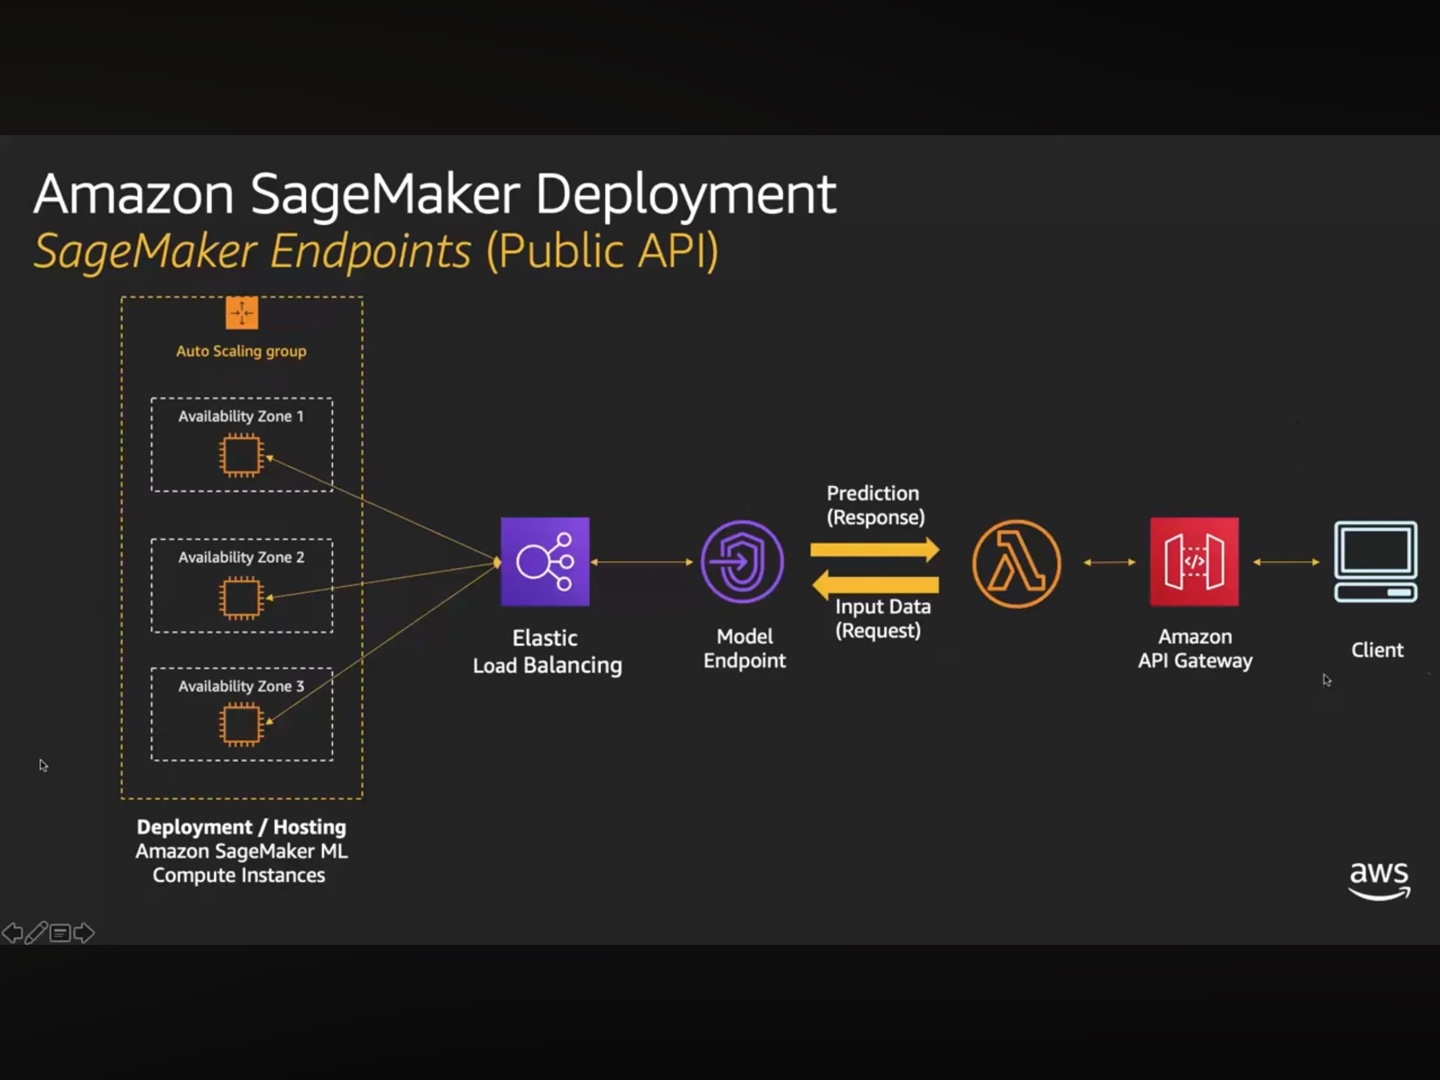 Amazon SageMaker Deployment
SageMaker Endpoints (Public API)
Auto Scaling group
Availability Zone 1
Availability Zone 2
Availability Zone 3
Deployment / Hosting
Amazon SageMaker ML
Compute Instances
Elastic
Load Balancing
Model
Endpoint
Prediction
(Response)
Input Data
(Request)
</>
Amazon
API Gateway
Client
aws